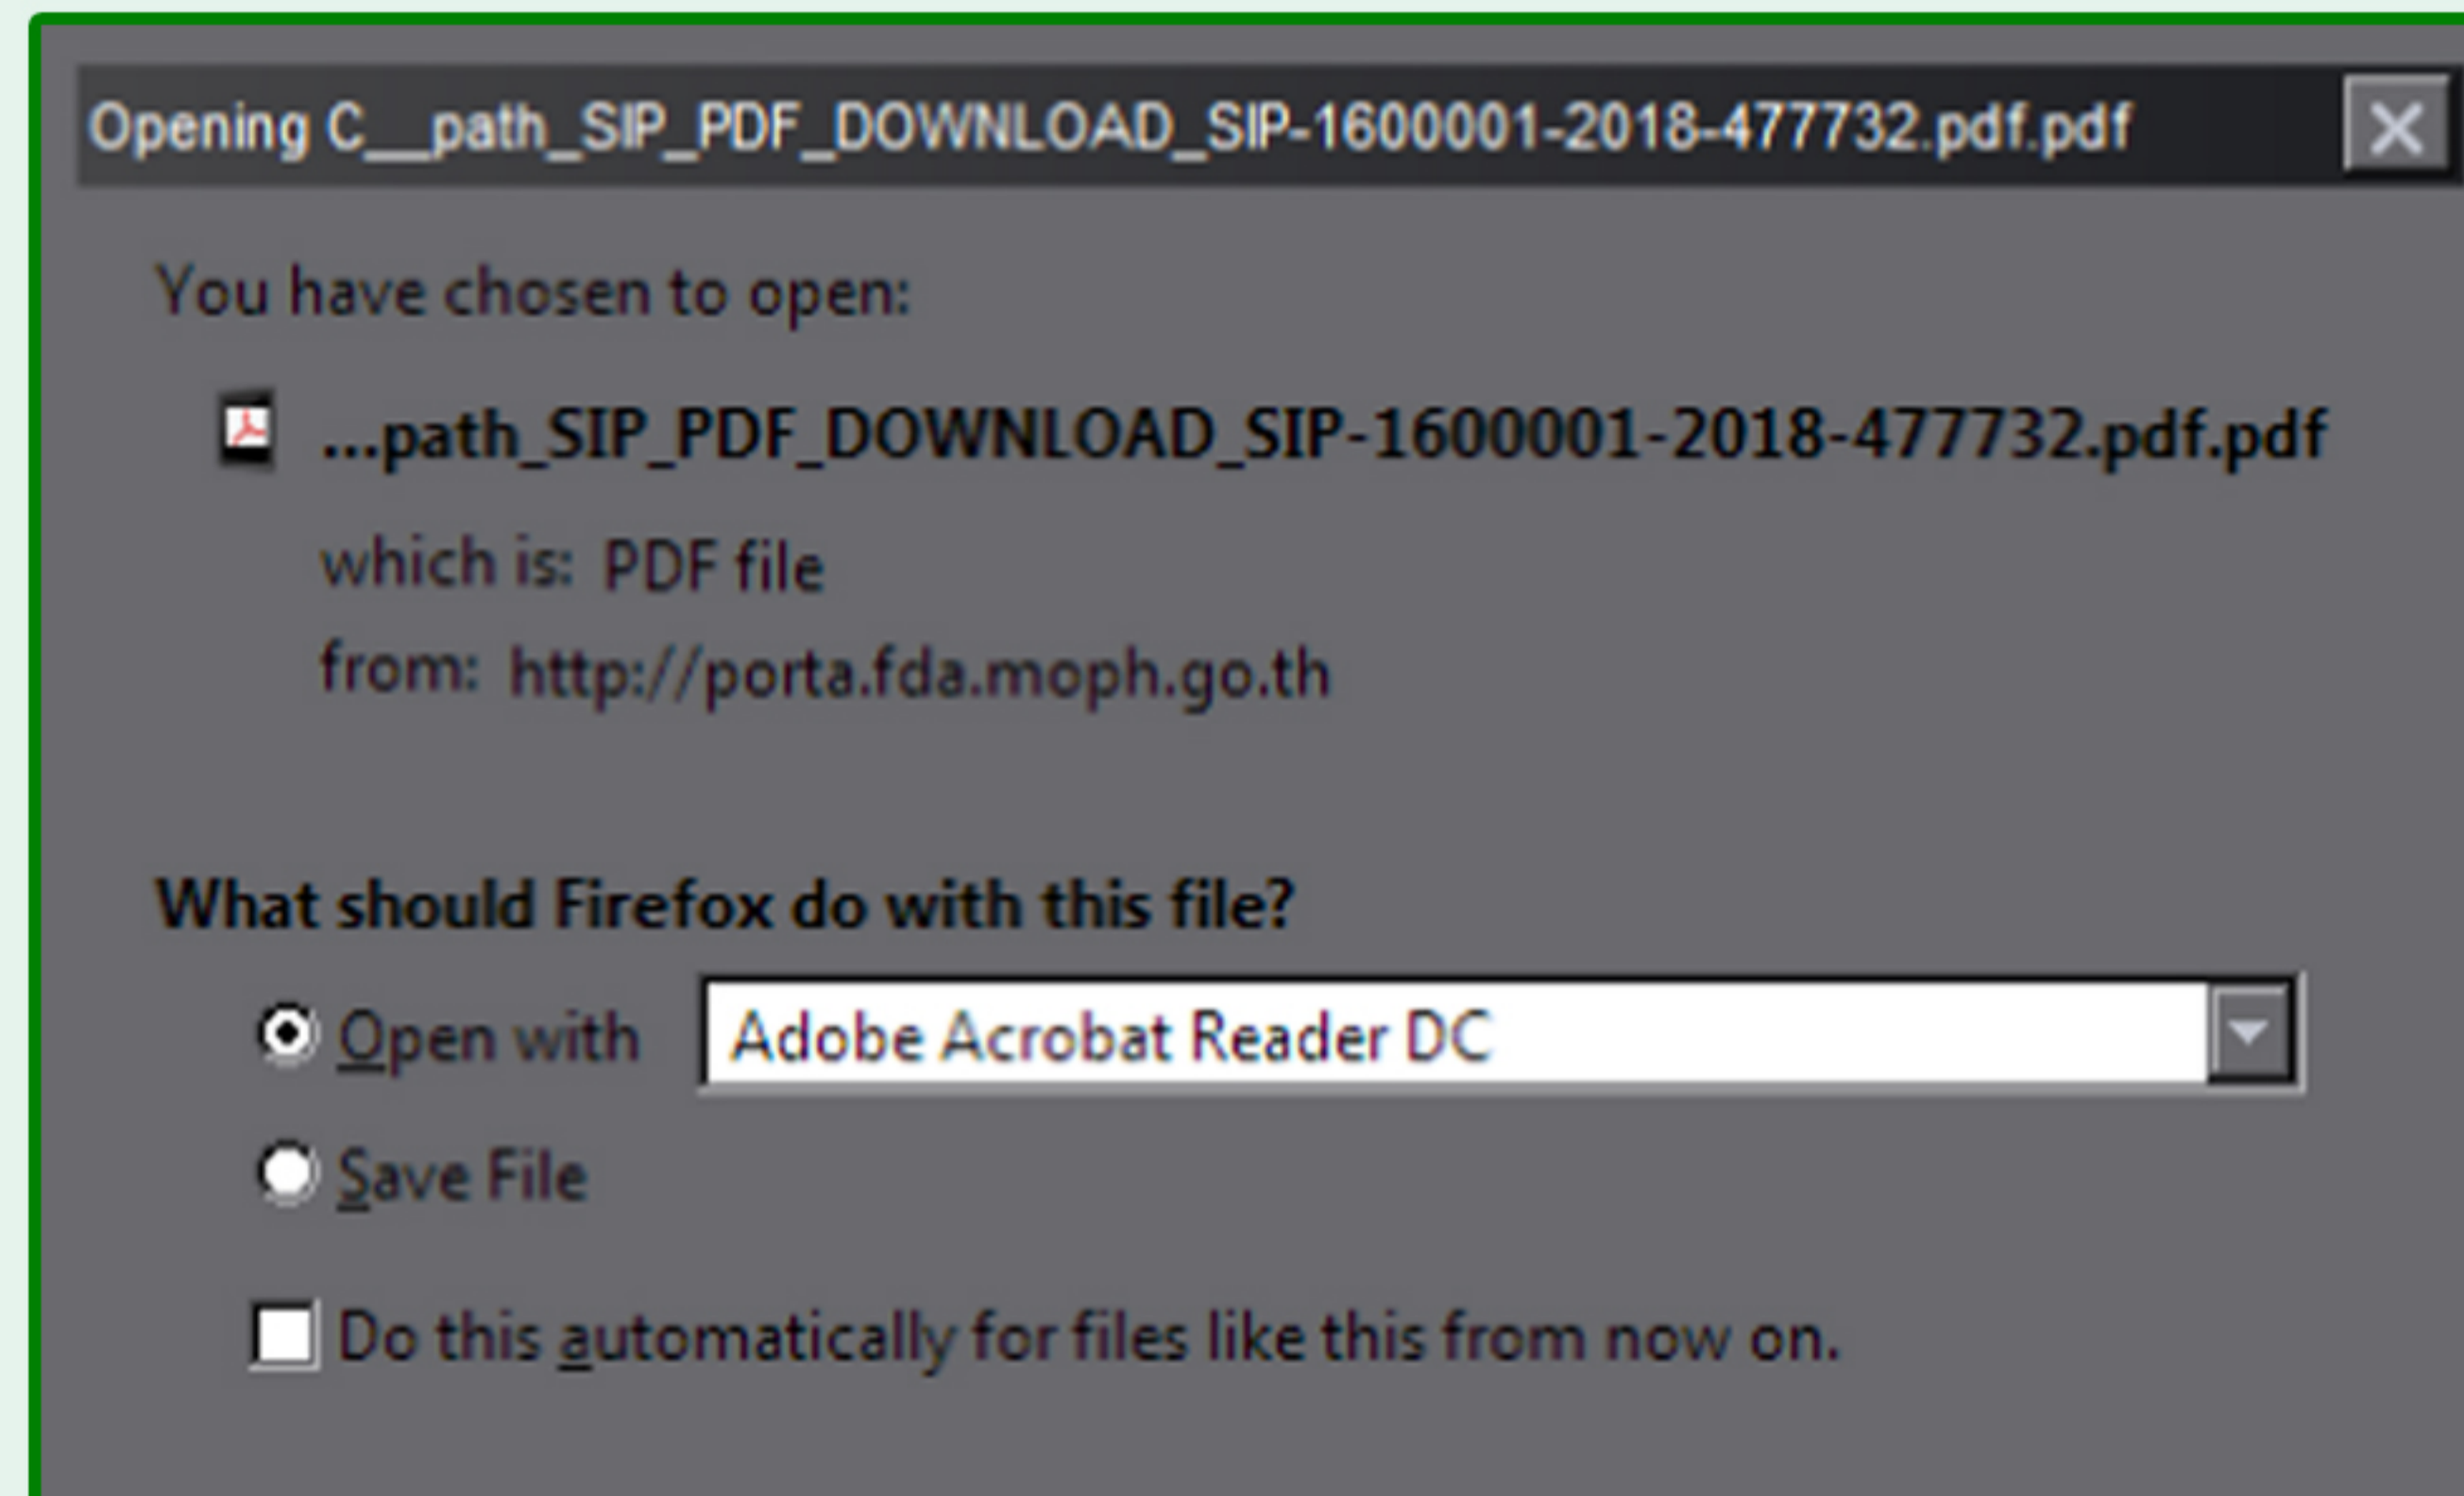 Opening C__path_SIP_PDF_DOWNLOAD_SIP-1600001-2018-477732.pdf.pdf
You have chosen to open:
...path_SIP_PDF_DOWNLOAD_SIP-1600001-2018-477732.pdf.pdf
which is: PDF file
from: http://porta.fda.moph.go.th
What should Firefox do with this file?
Open with Adobe Acrobat Reader DC
Save File
Do this automatically for files like this from now on.